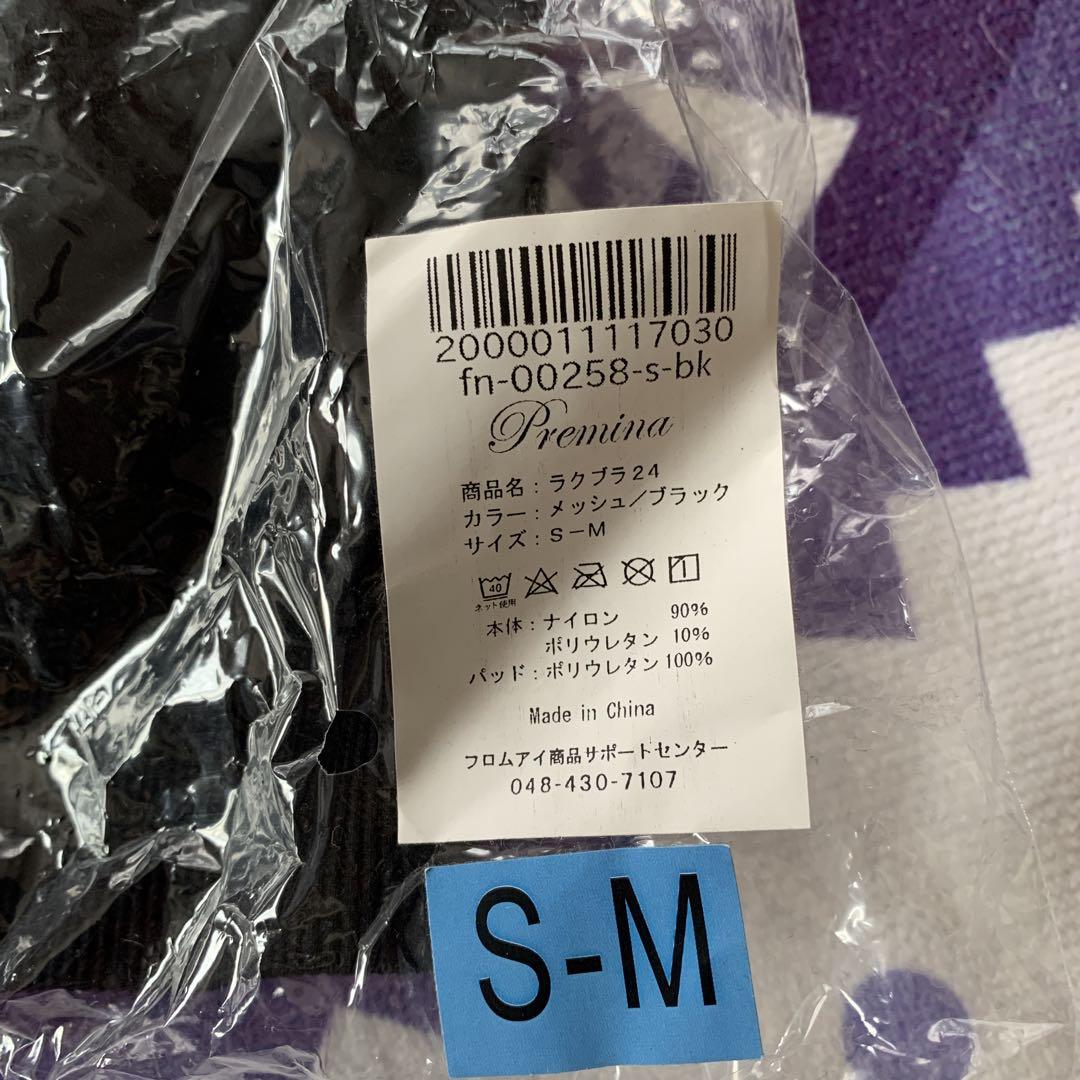 2000011117030
fn-00258-s-bk
Premina
商品名：ラクブラ24
カラー：メッシュ／ブラック
サイズ：S－M
40
ネット使用
1
本体：ナイロン 90%
ポリウレタン 10%
パッド：ポリウレタン 100%
Made in China
フロムアイ商品サポートセンター
048-430-7107
S-M